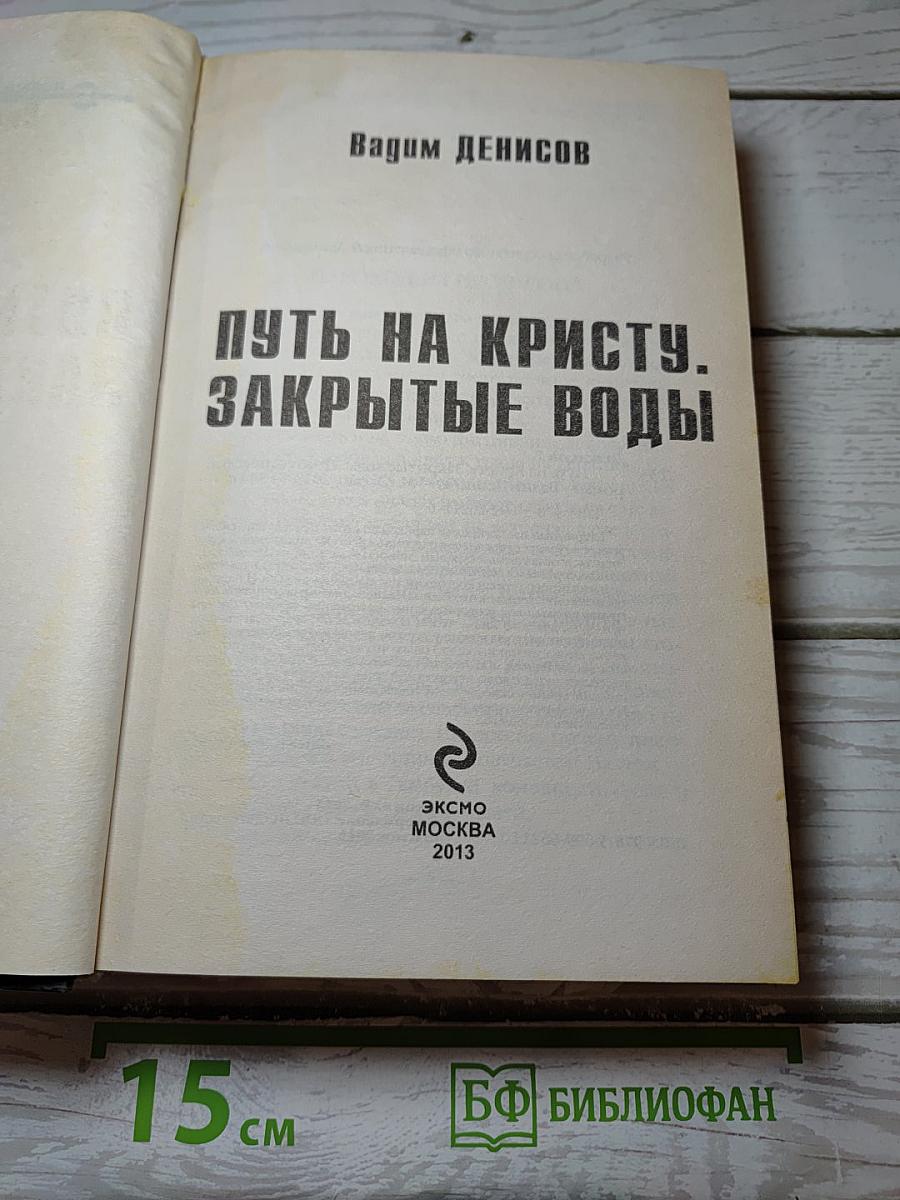 Вадим ДЕНИСОВ
ПУТЬ НА КРИСТУ.
ЗАКРЫТЫЕ ВОДЫ
ЭКСМО
МОСКВА
2013
15 см
БФ БИБЛИОФАН